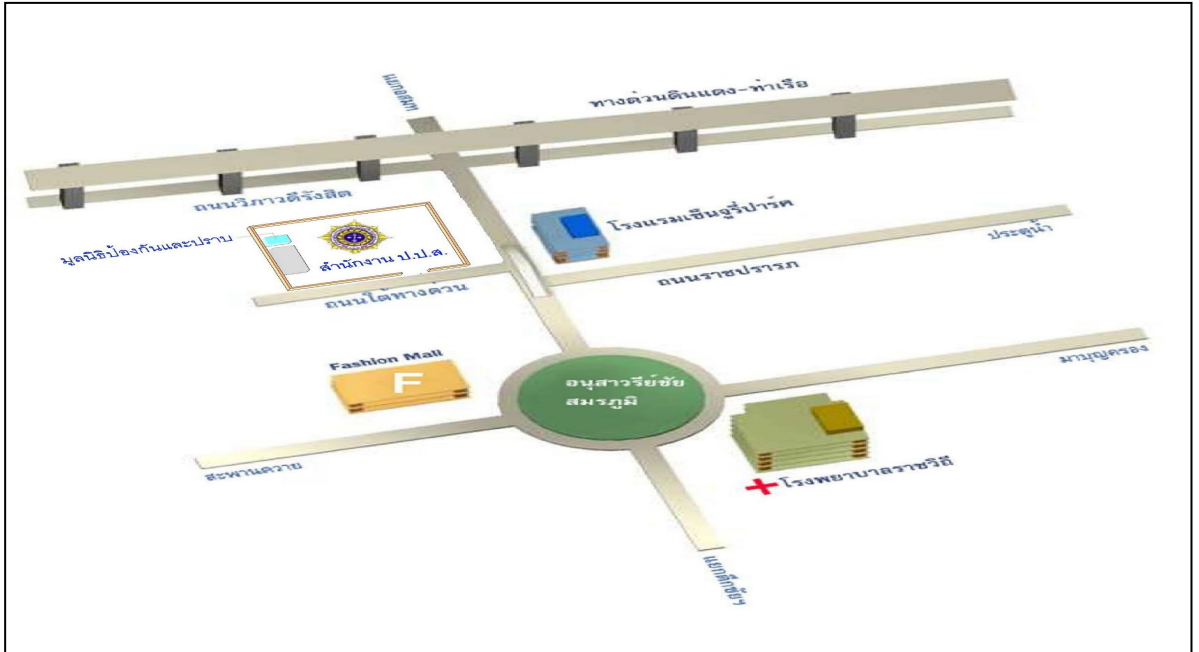 แยกอสมท
ทางด่วนดินแดง-ท่าเรือ
ถนนวิภาวดีรังสิต
มูลนิธิป้องกันและปราบ
สำนักงาน ป.ป.ส.
โรงแรมเซ็นจูรี่ปาร์ค
ประตูน้ำ
ถนนราชปรารภ
ถนนใต้ทางด่วน
Fashion Mall
F
อนุสาวรีย์ชัย
สมรภูมิ
มาบุญครอง
สะพานควาย
โรงพยาบาลราชวิถี
แยกตึกชัยฯ